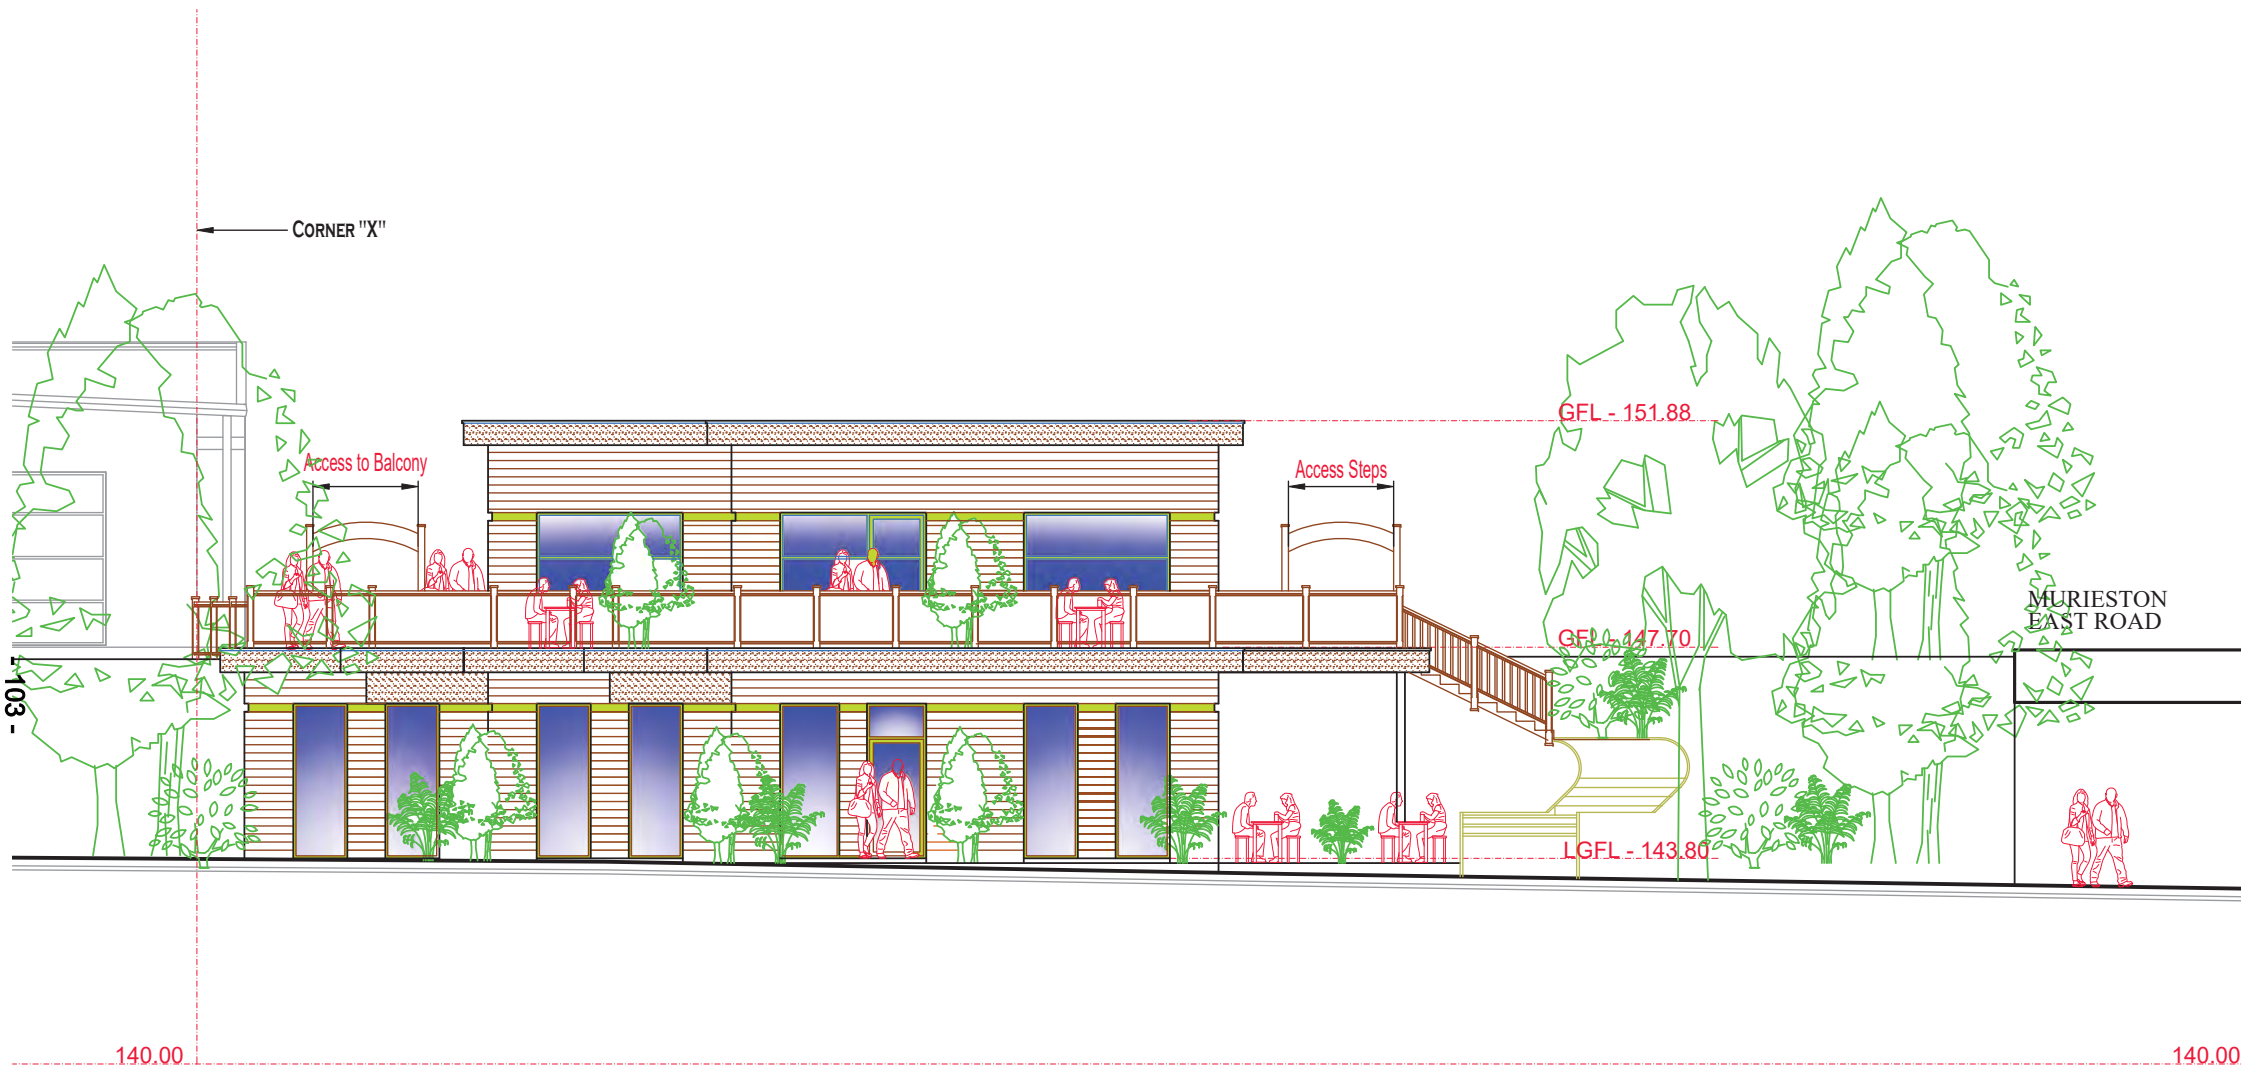 CORNER "X"
GFL - 151.88
Access to Balcony
Access Steps
MURIESTON
EAST ROAD
GFL - 147.70
- 103 -
LGFL - 143.80
140.00
140.00